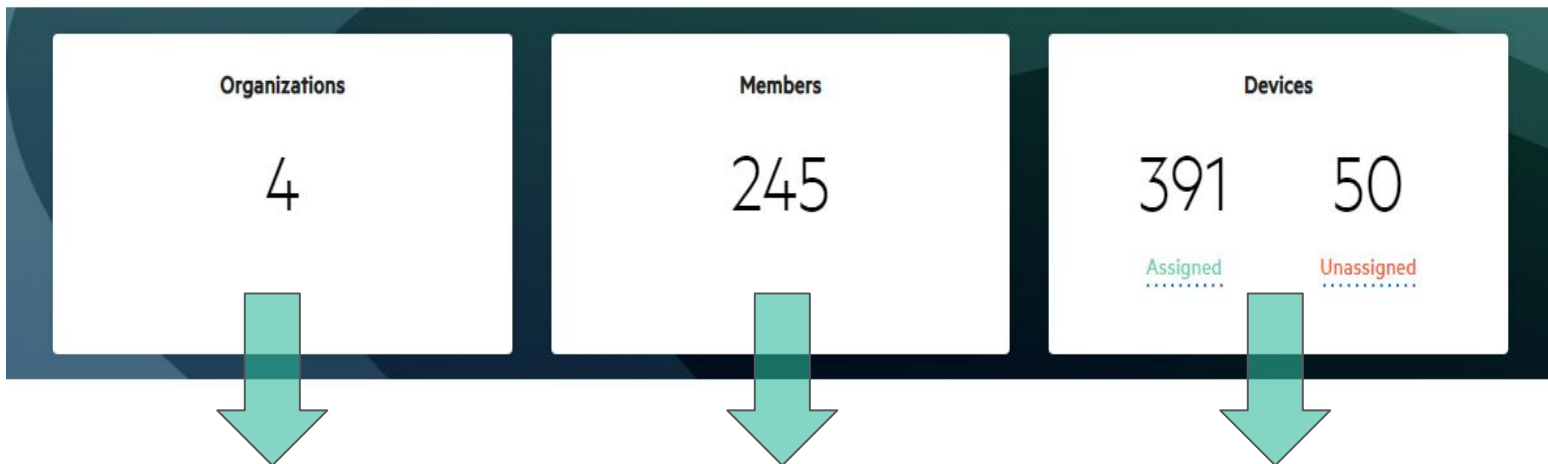 Organizations
4
Members
245
Devices
391 50
Assigned Unassigned